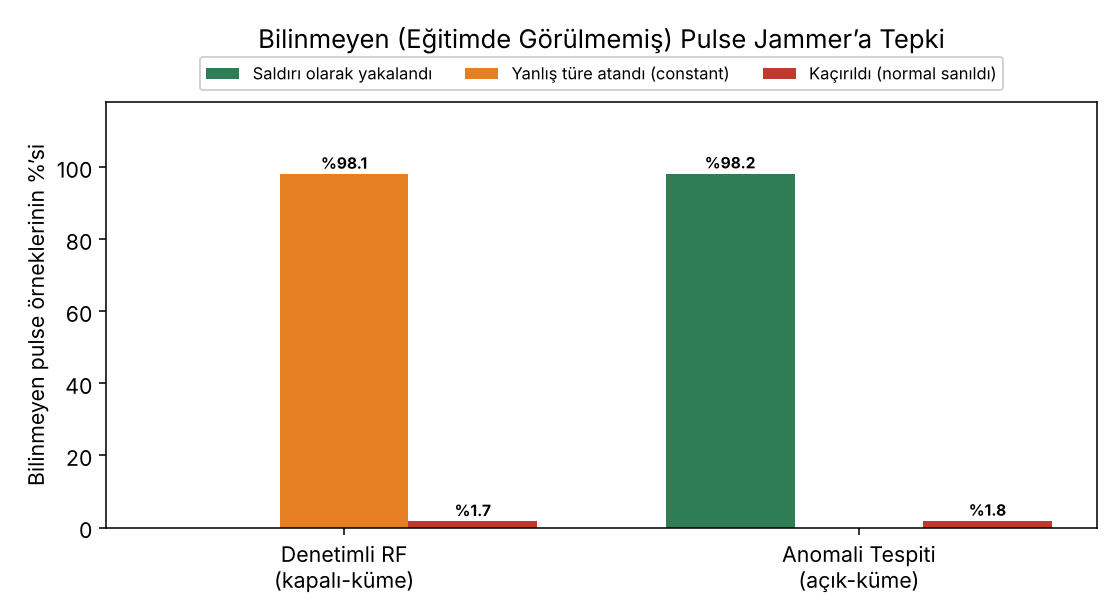 Bilinmeyen (Eğitimde Görülmemiş) Pulse Jammer’a Tepki
Saldırı olarak yakalandı
Yanlış türe atandı (constant)
Kaçırıldı (normal sanıldı)
Bilinmeyen pulse örneklerinin %’si
100
80
60
40
20
0
%98.1
%1.7
%98.2
%1.8
Denetimli RF
(kapalı-küme)
Anomali Tespiti
(açık-küme)